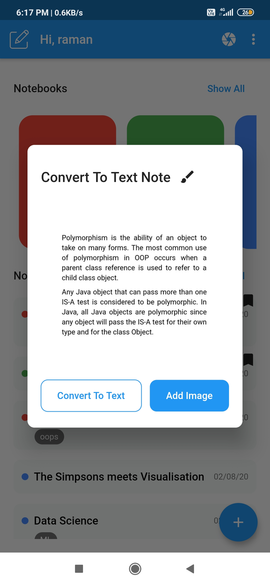 6:17 PM | 0.6KB/s
Hi, raman
Notebooks
Show All
Convert To Text Note
Polymorphism is the ability of an object to
take on many forms. The most common use
of polymorphism in OOP occurs when a
parent class reference is used to refer to a
child class object.
Any Java object that can pass more than one
IS-A test is considered to be polymorphic. In
Java, all Java objects are polymorphic since
any object will pass the IS-A test for their own
type and for the class Object.
Convert To Text
Add Image
oops
The Simpsons meets Visualisation 02/08/20
Data Science